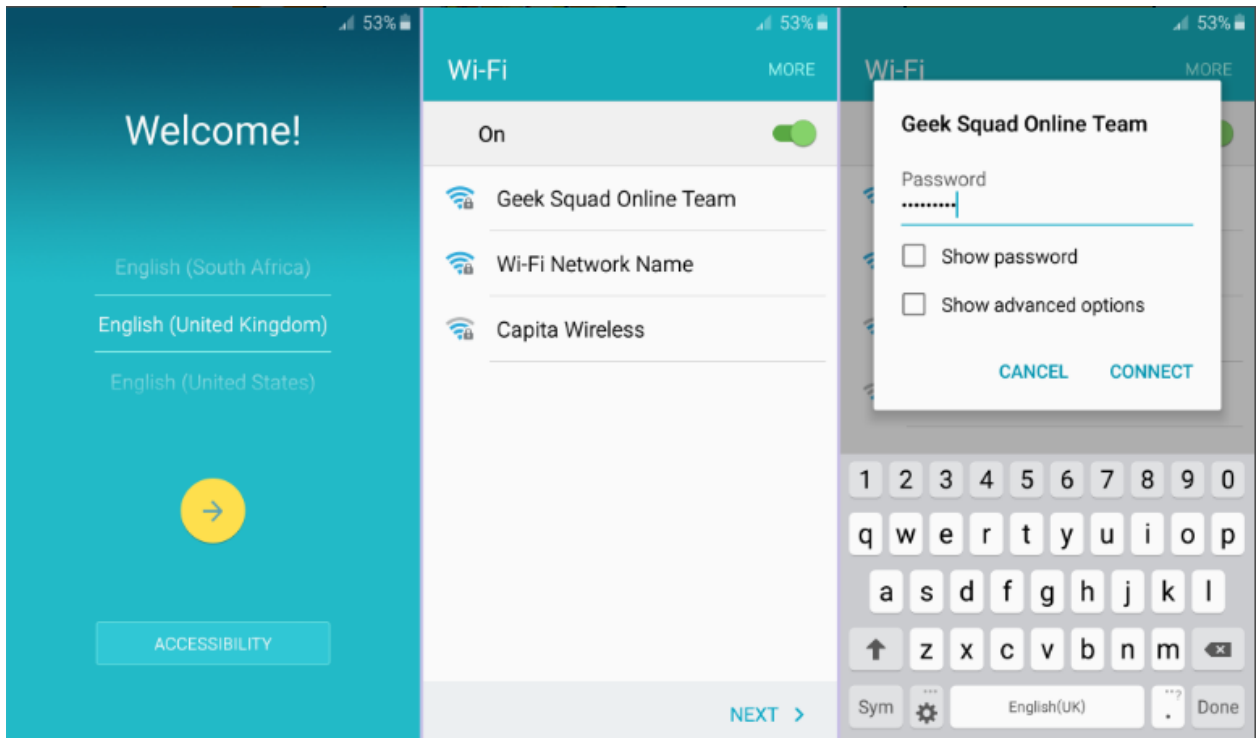 53%
Welcome!
English (South Africa)
English (United Kingdom)
English (United States)
ACCESSIBILITY
53%
Wi-Fi
MORE
On
Geek Squad Online Team
Wi-Fi Network Name
Capita Wireless
NEXT >
53%
Wi-Fi
MORE
Geek Squad Online Team
Password
•••••••••
Show password
Show advanced options
CANCEL CONNECT
1 2 3 4 5 6 7 8 9 0
q w e r t y u i o p
a s d f g h j k l
z x c v b n m
Sym English(UK) . Done